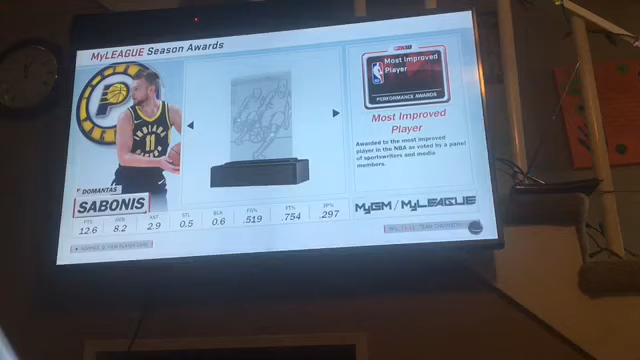 MyLEAGUE Season Awards
2K18
Most Improved
Player
PERFORMANCE AWARDS
Most Improved
Player
Awarded to the most improved
player in the NBA as voted by a panel
of sportswriters and media
members.
INDIANA
11
DOMANTAS
SABONIS
PTS REB AST STL BLK FG% FT% 3P%
12.6 8.2 2.9 0.5 0.6 .519 .754 .297
MyGM / MyLEAGUE